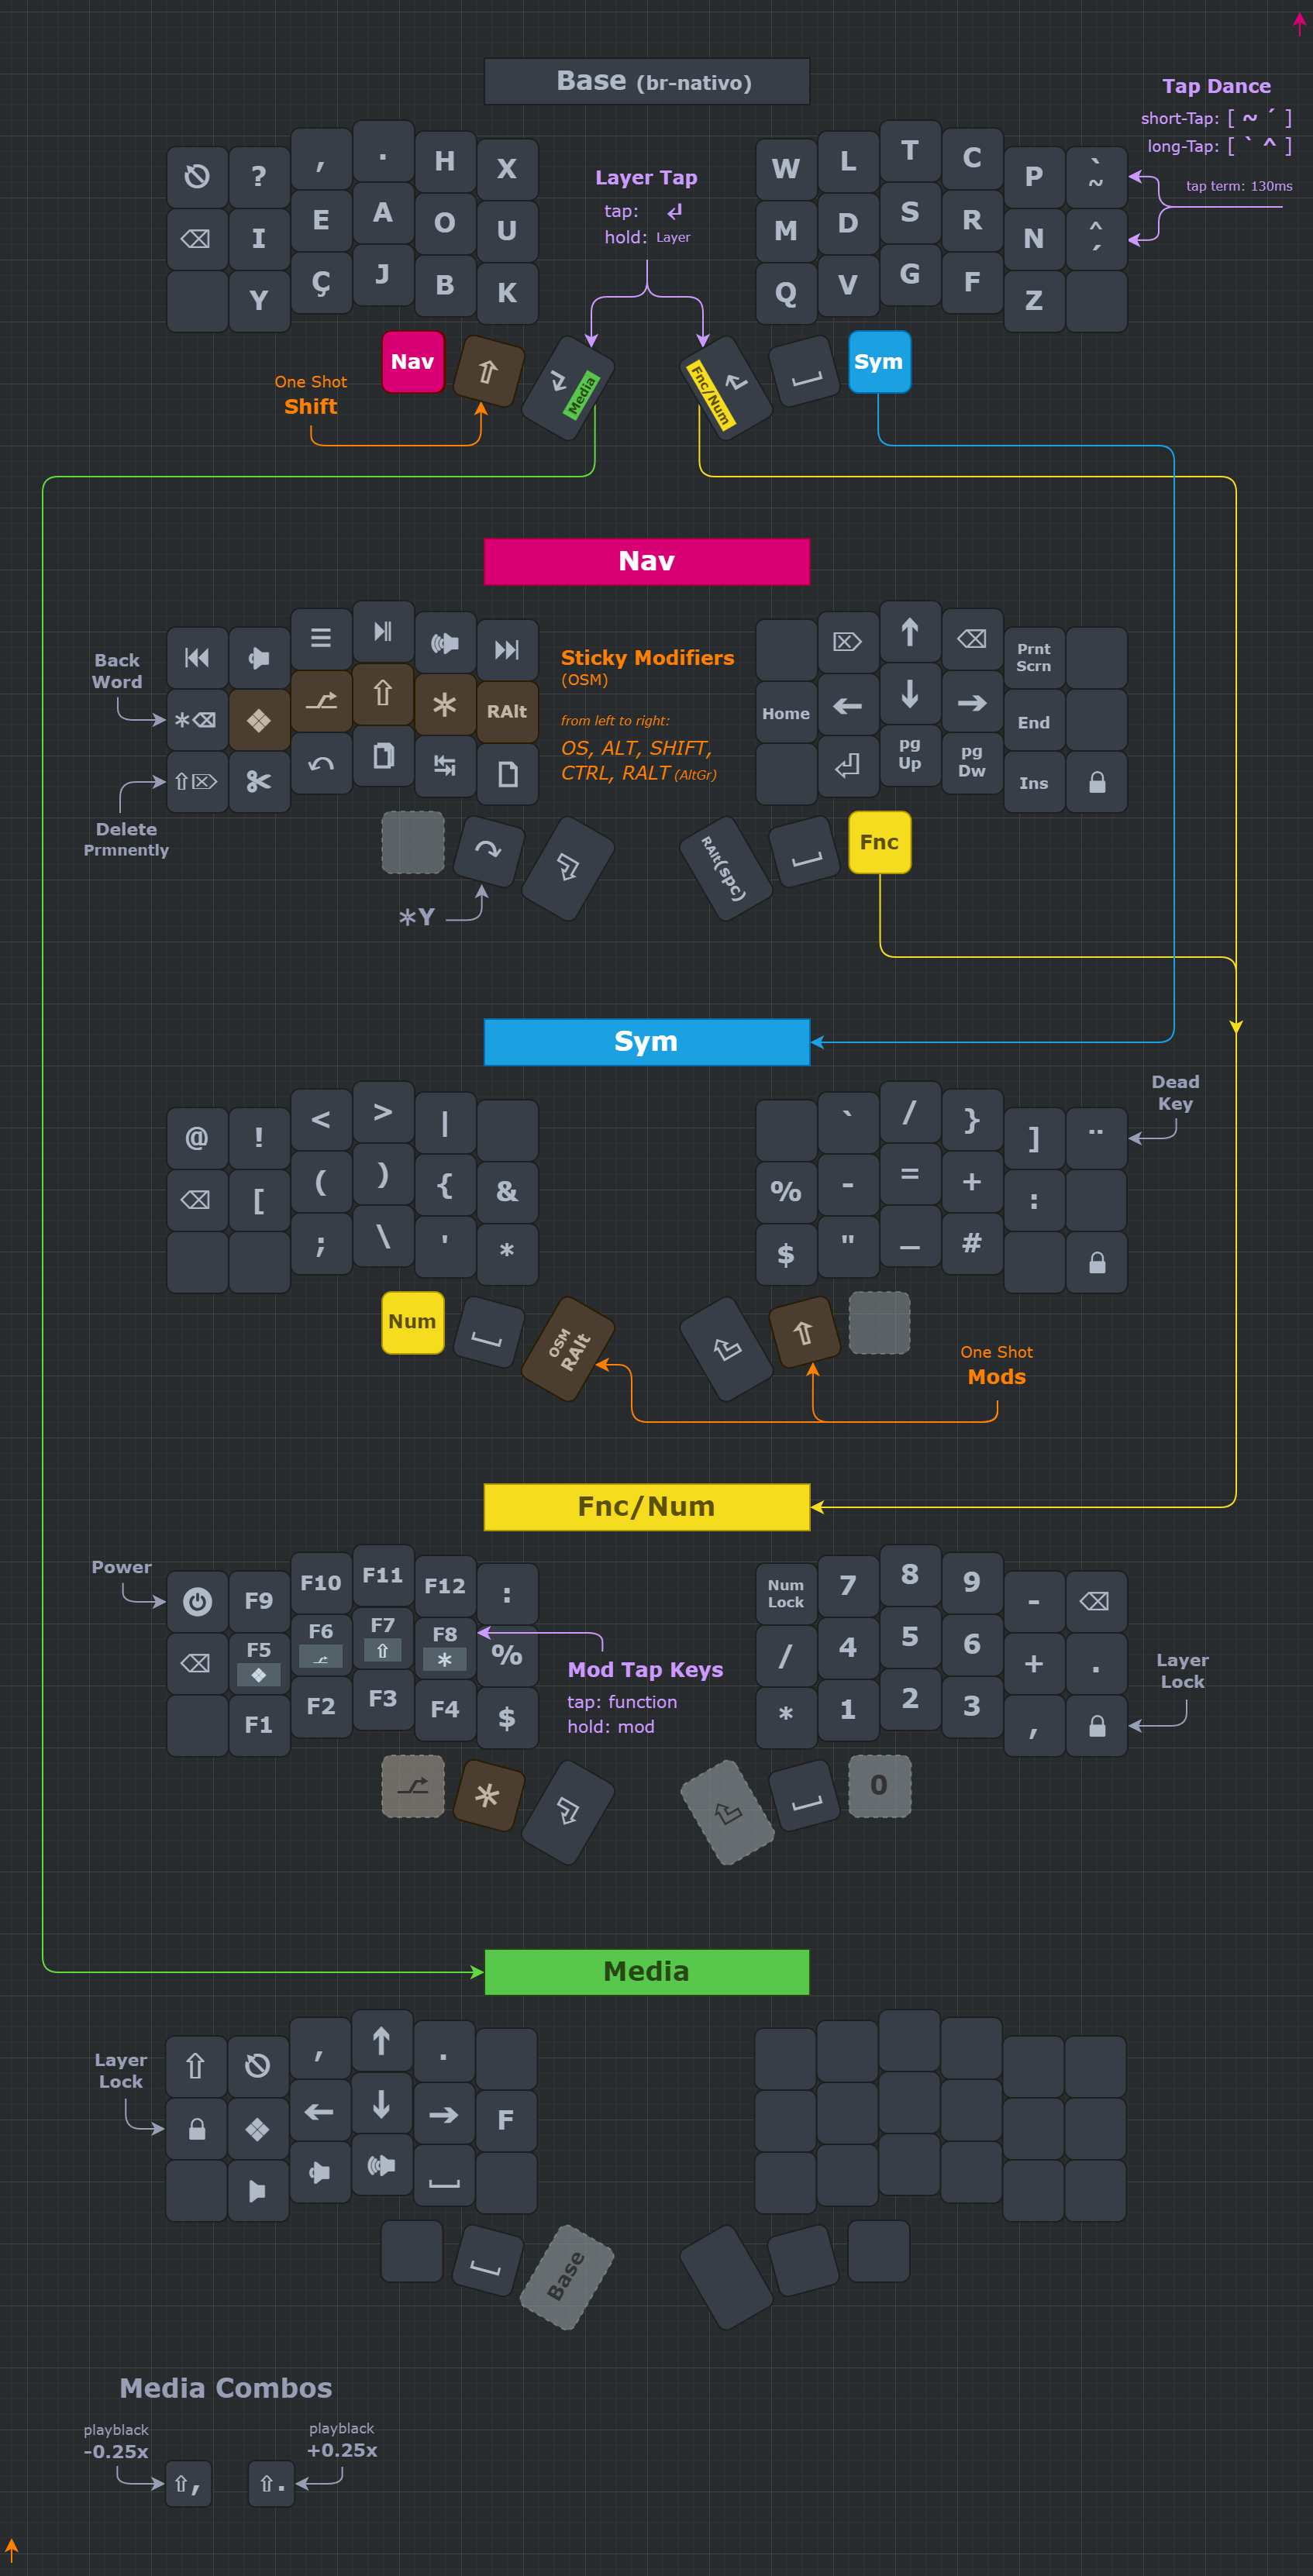 Base (br-nativo)
Tap Dance
short-Tap: [ ~ ´ ]
long-Tap: [ ` ^ ]
tap term: 130ms
? , . H X W L T C P ` ~
I E A O U M D S R N ^ ´
Y Ç J B K Q V G F Z
Layer Tap
tap: ↲
hold: Layer
Nav ⇧ Media Fnc/Num Sym
One Shot
Shift
Nav
Back
Word
Delete
Prmnently
Sticky Modifiers
(OSM)
from left to right:
OS, ALT, SHIFT,
CTRL, RALT (AltGr)
Prnt
Scrn
RAlt Home End
pg
Up
pg
Dw
Ins
RAlt(spc) Fnc
*Y
Sym
Dead
Key
@ ! < > | ` / } ] ¨
[ ( ) { & % - = + :
; \ ' * $ " _ #
Num
OSM
RAlt
One Shot
Mods
Fnc/Num
Power
F9 F10 F11 F12 :
Num
Lock
7 8 9 -
F5 F6 F7 F8 % / 4 5 6 + .
F1 F2 F3 F4 $ * 1 2 3 ,
Mod Tap Keys
tap: function
hold: mod
Layer
Lock
* 0
Media
Layer
Lock
, .
F
Base
Media Combos
playblack
-0.25x
playblack
+0.25x
⇧, ⇧.